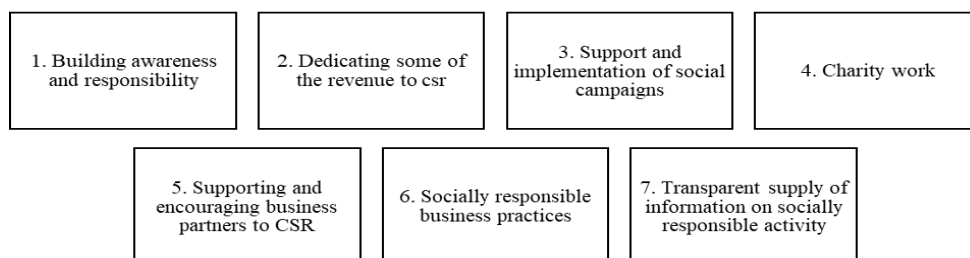 1. Building awareness
and responsibility
2. Dedicating some of
the revenue to csr
3. Support and
implementation of social
campaigns
4. Charity work
5. Supporting and
encouraging business
partners to CSR
6. Socially responsible
business practices
7. Transparent supply of
information on socially
responsible activity